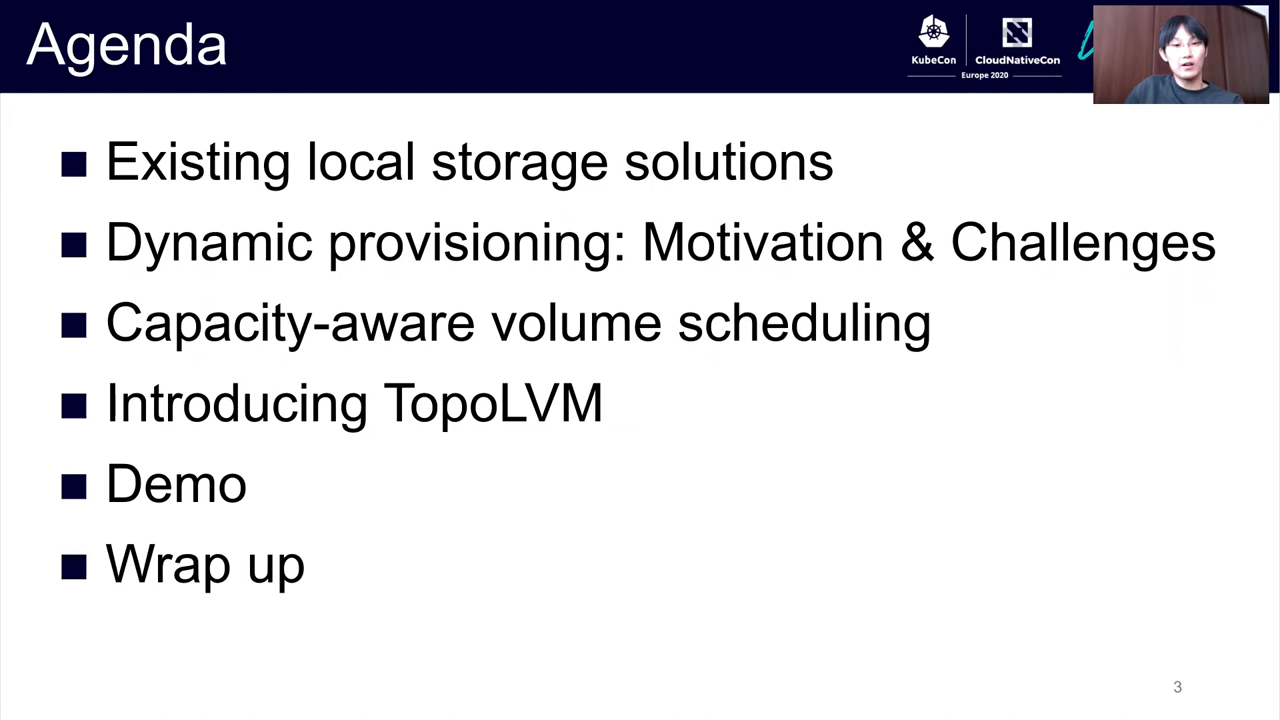 Agenda
KubeCon
CloudNativeCon
Europe 2020
Existing local storage solutions
Dynamic provisioning: Motivation & Challenges
Capacity-aware volume scheduling
Introducing TopoLVM
Demo
Wrap up
3